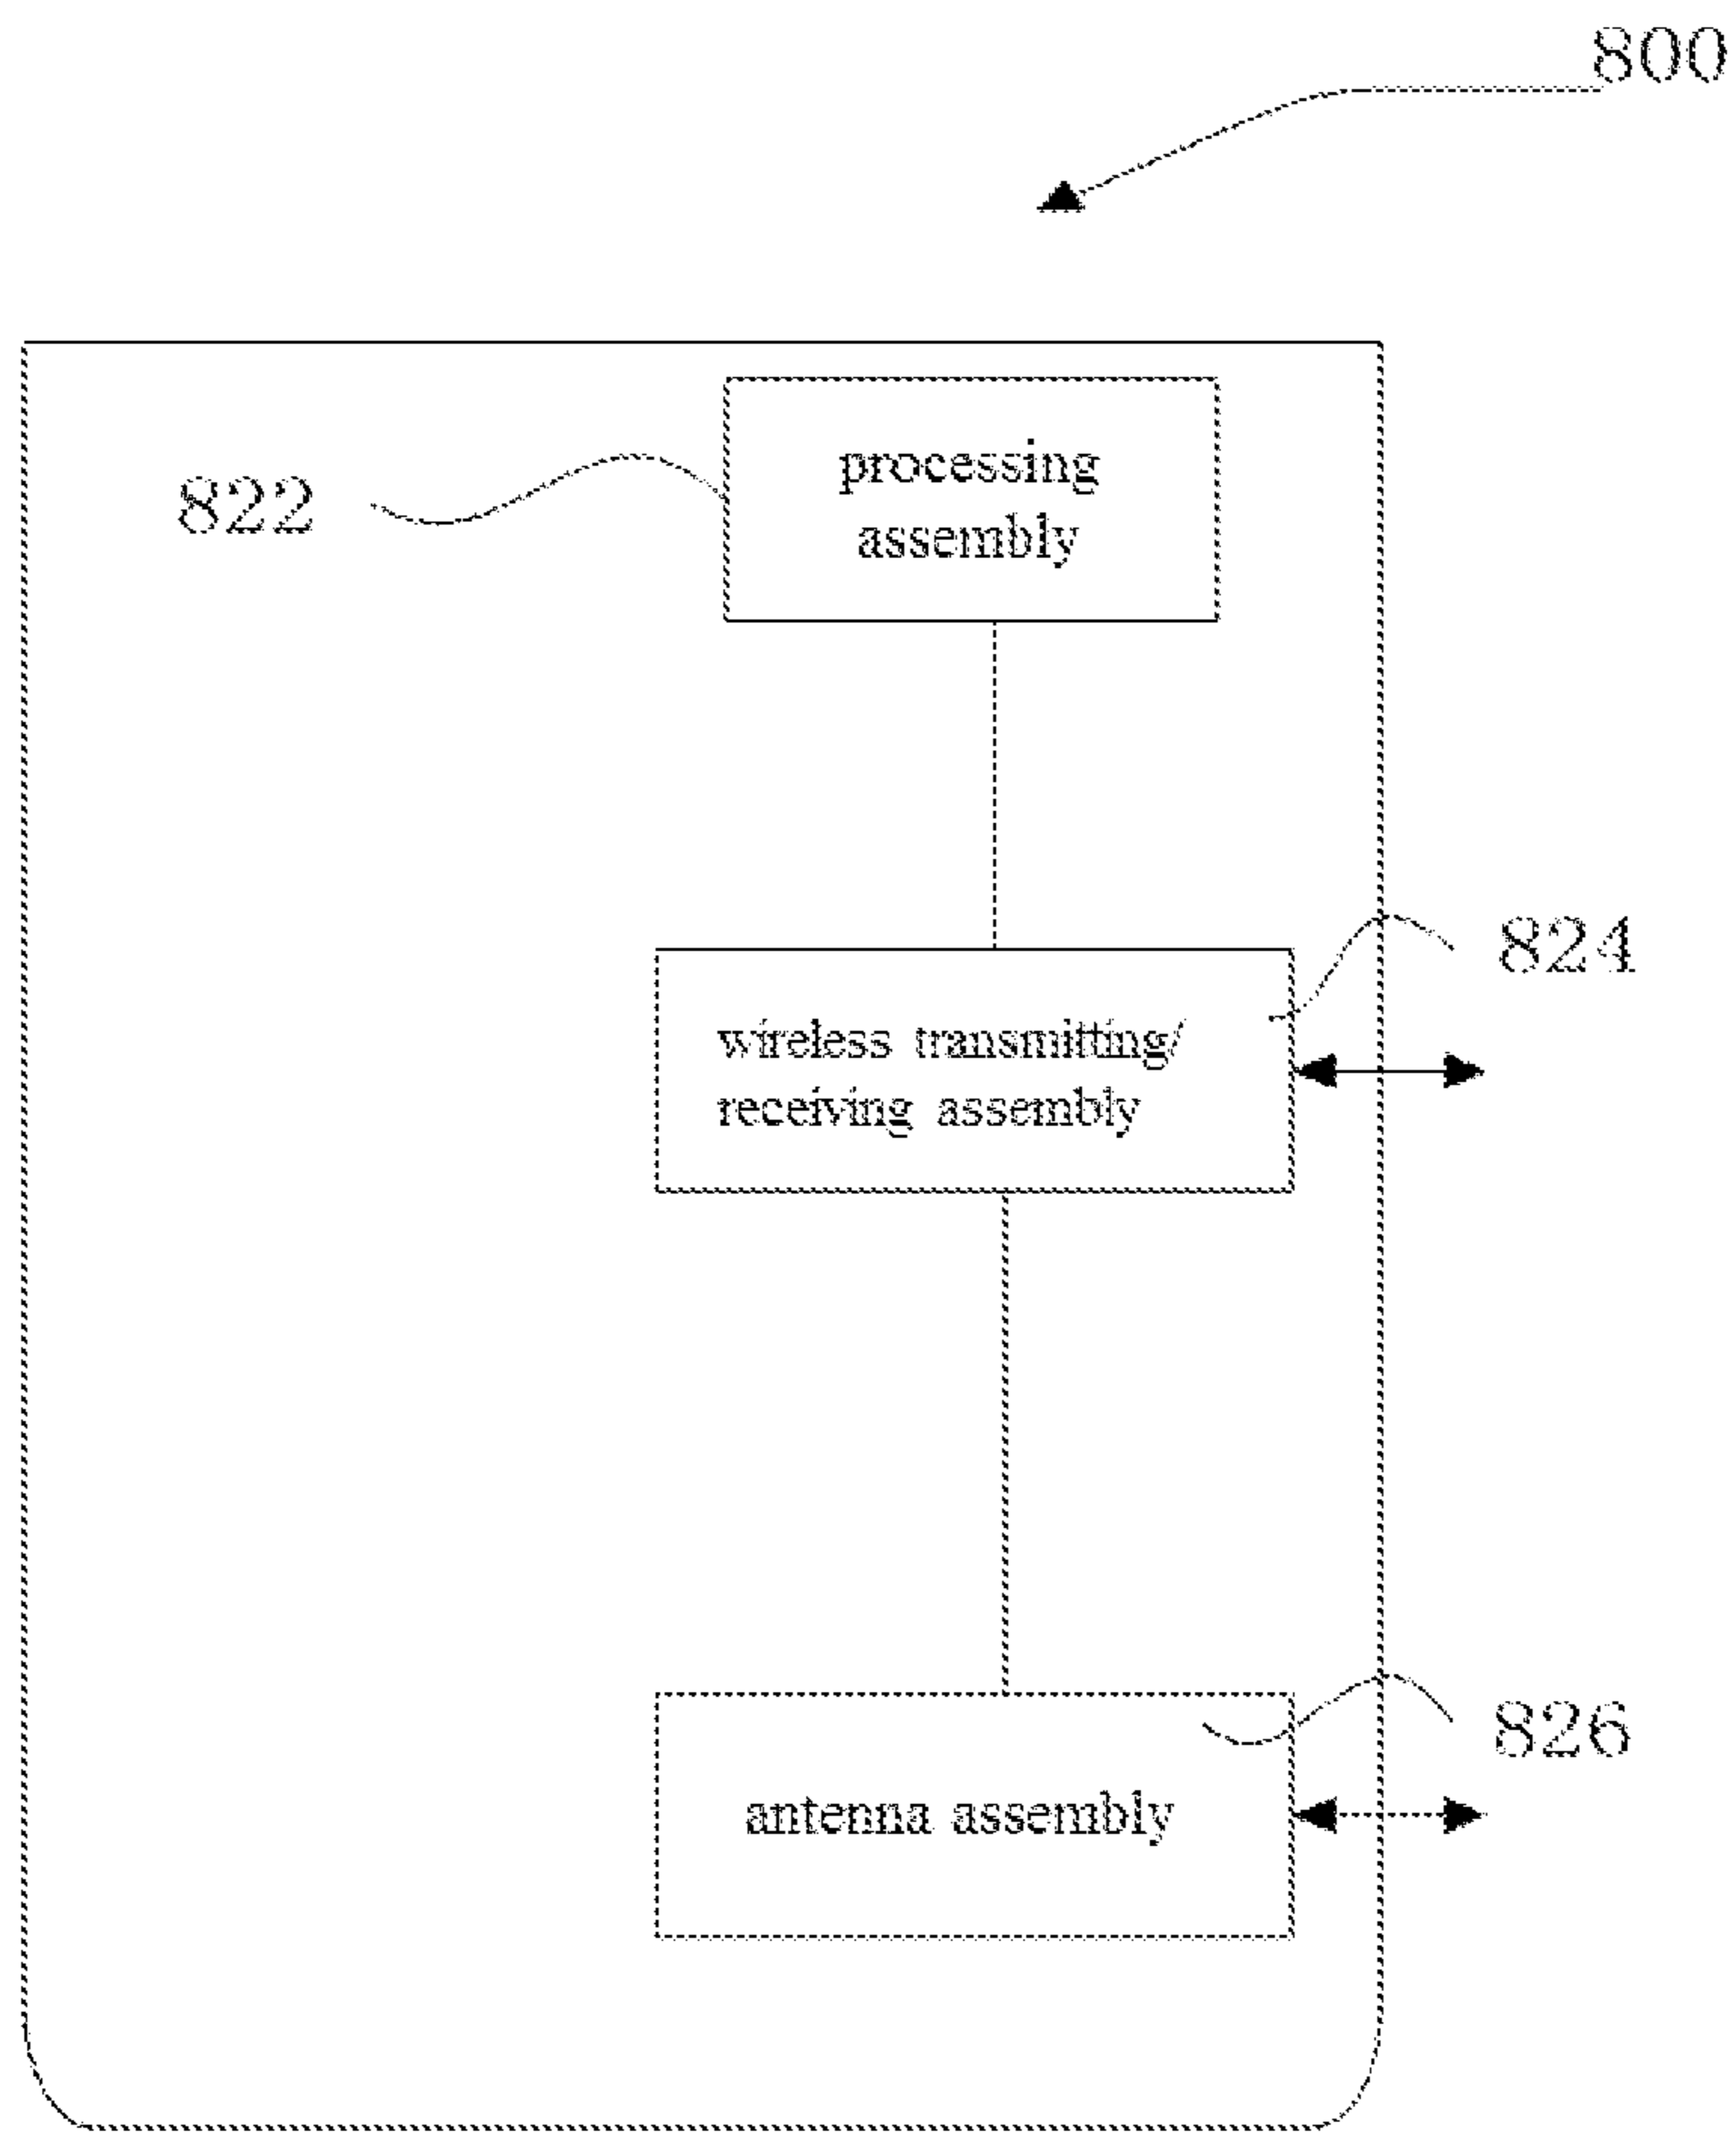 800
822
processing
assembly
824
wireless transmitting/
receiving assembly
826
antenna assembly